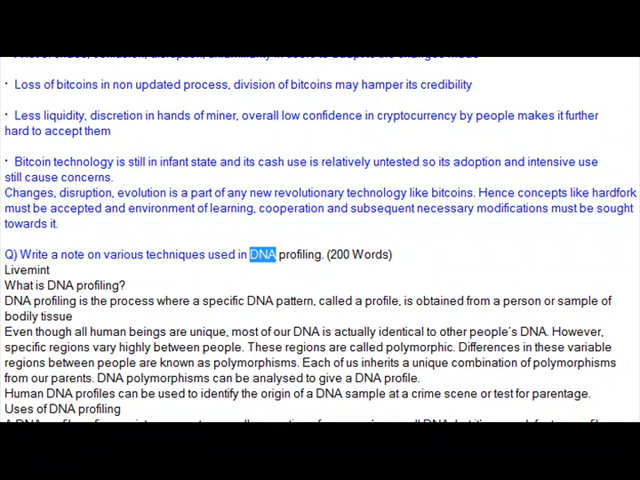 · Loss of bitcoins in non updated process, division of bitcoins may hamper its credibility
· Less liquidity, discretion in hands of miner, overall low confidence in cryptocurrency by people makes it further
hard to accept them
· Bitcoin technology is still in infant state and its cash use is relatively untested so its adoption and intensive use
still cause concerns.
Changes, disruption, evolution is a part of any new revolutionary technology like bitcoins. Hence concepts like hardfork
must be accepted and environment of learning, cooperation and subsequent necessary modifications must be sought
towards it.
Q) Write a note on various techniques used in DNA profiling. (200 Words)
Livemint
What is DNA profiling?
DNA profiling is the process where a specific DNA pattern, called a profile, is obtained from a person or sample of
bodily tissue
Even though all human beings are unique, most of our DNA is actually identical to other people's DNA. However,
specific regions vary highly between people. These regions are called polymorphic. Differences in these variable
regions between people are known as polymorphisms. Each of us inherits a unique combination of polymorphisms
from our parents. DNA polymorphisms can be analysed to give a DNA profile.
Human DNA profiles can be used to identify the origin of a DNA sample at a crime scene or test for parentage.
Uses of DNA profiling